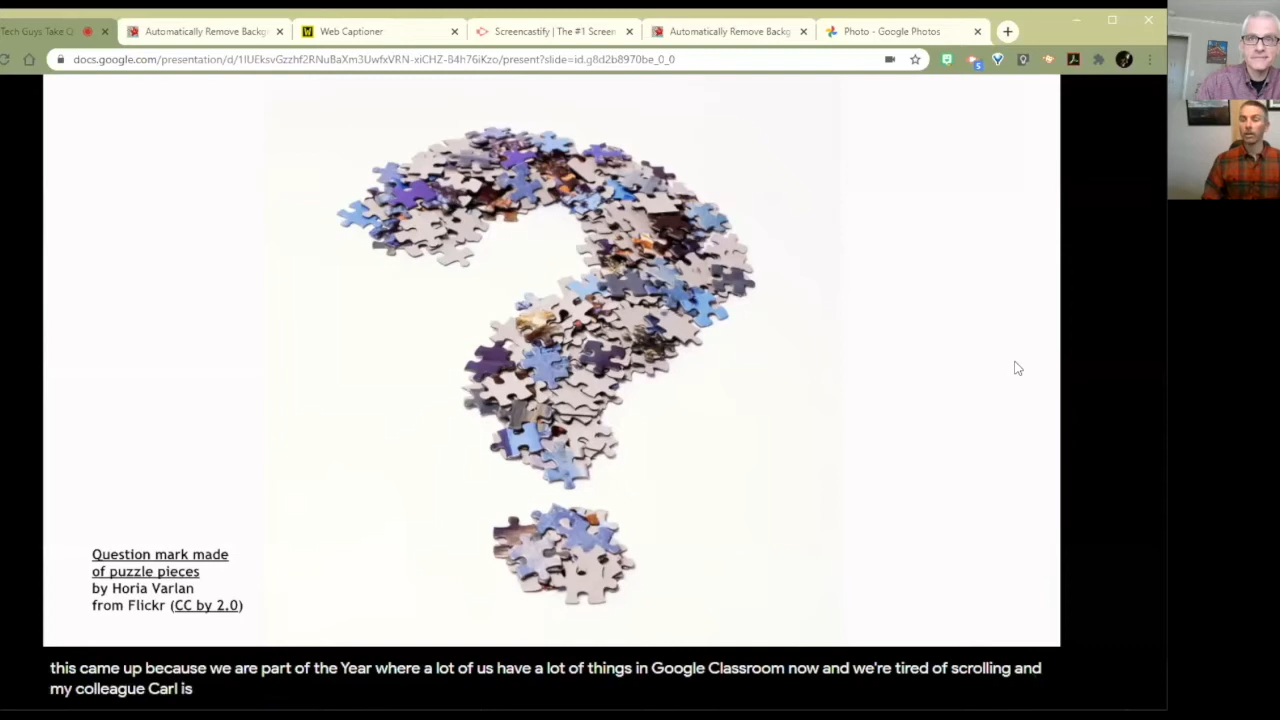 Tech Guys Take Q
Automatically Remove Backg
Web Captioner
Screencastify | The #1 Screen
Automatically Remove Backg
Photo - Google Photos
docs.google.com/presentation/d/1IUEksvGzzhf2RNuBaXm3UwfxVRN-xiCHZ-B4h76iKzo/present?slide=id.g8d2b8970be_0_0
5
Question mark made
of puzzle pieces
by Horia Varlan
from Flickr (CC by 2.0)
this came up because we are part of the Year where a lot of us have a lot of things in Google Classroom now and we're tired of scrolling and
my colleague Carl is